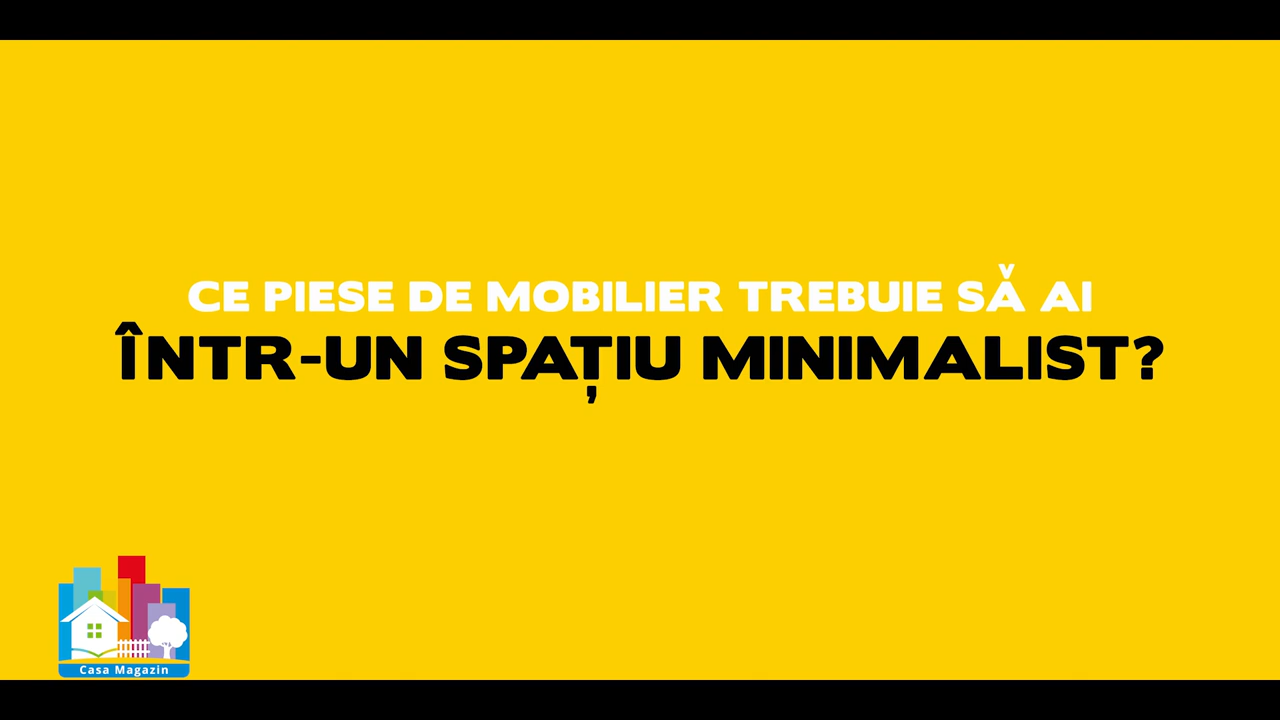 CE PIESE DE MOBILIER TREBUIE SĂ AI
ÎNTR-UN SPAȚIU MINIMALIST?
Casa Magazin